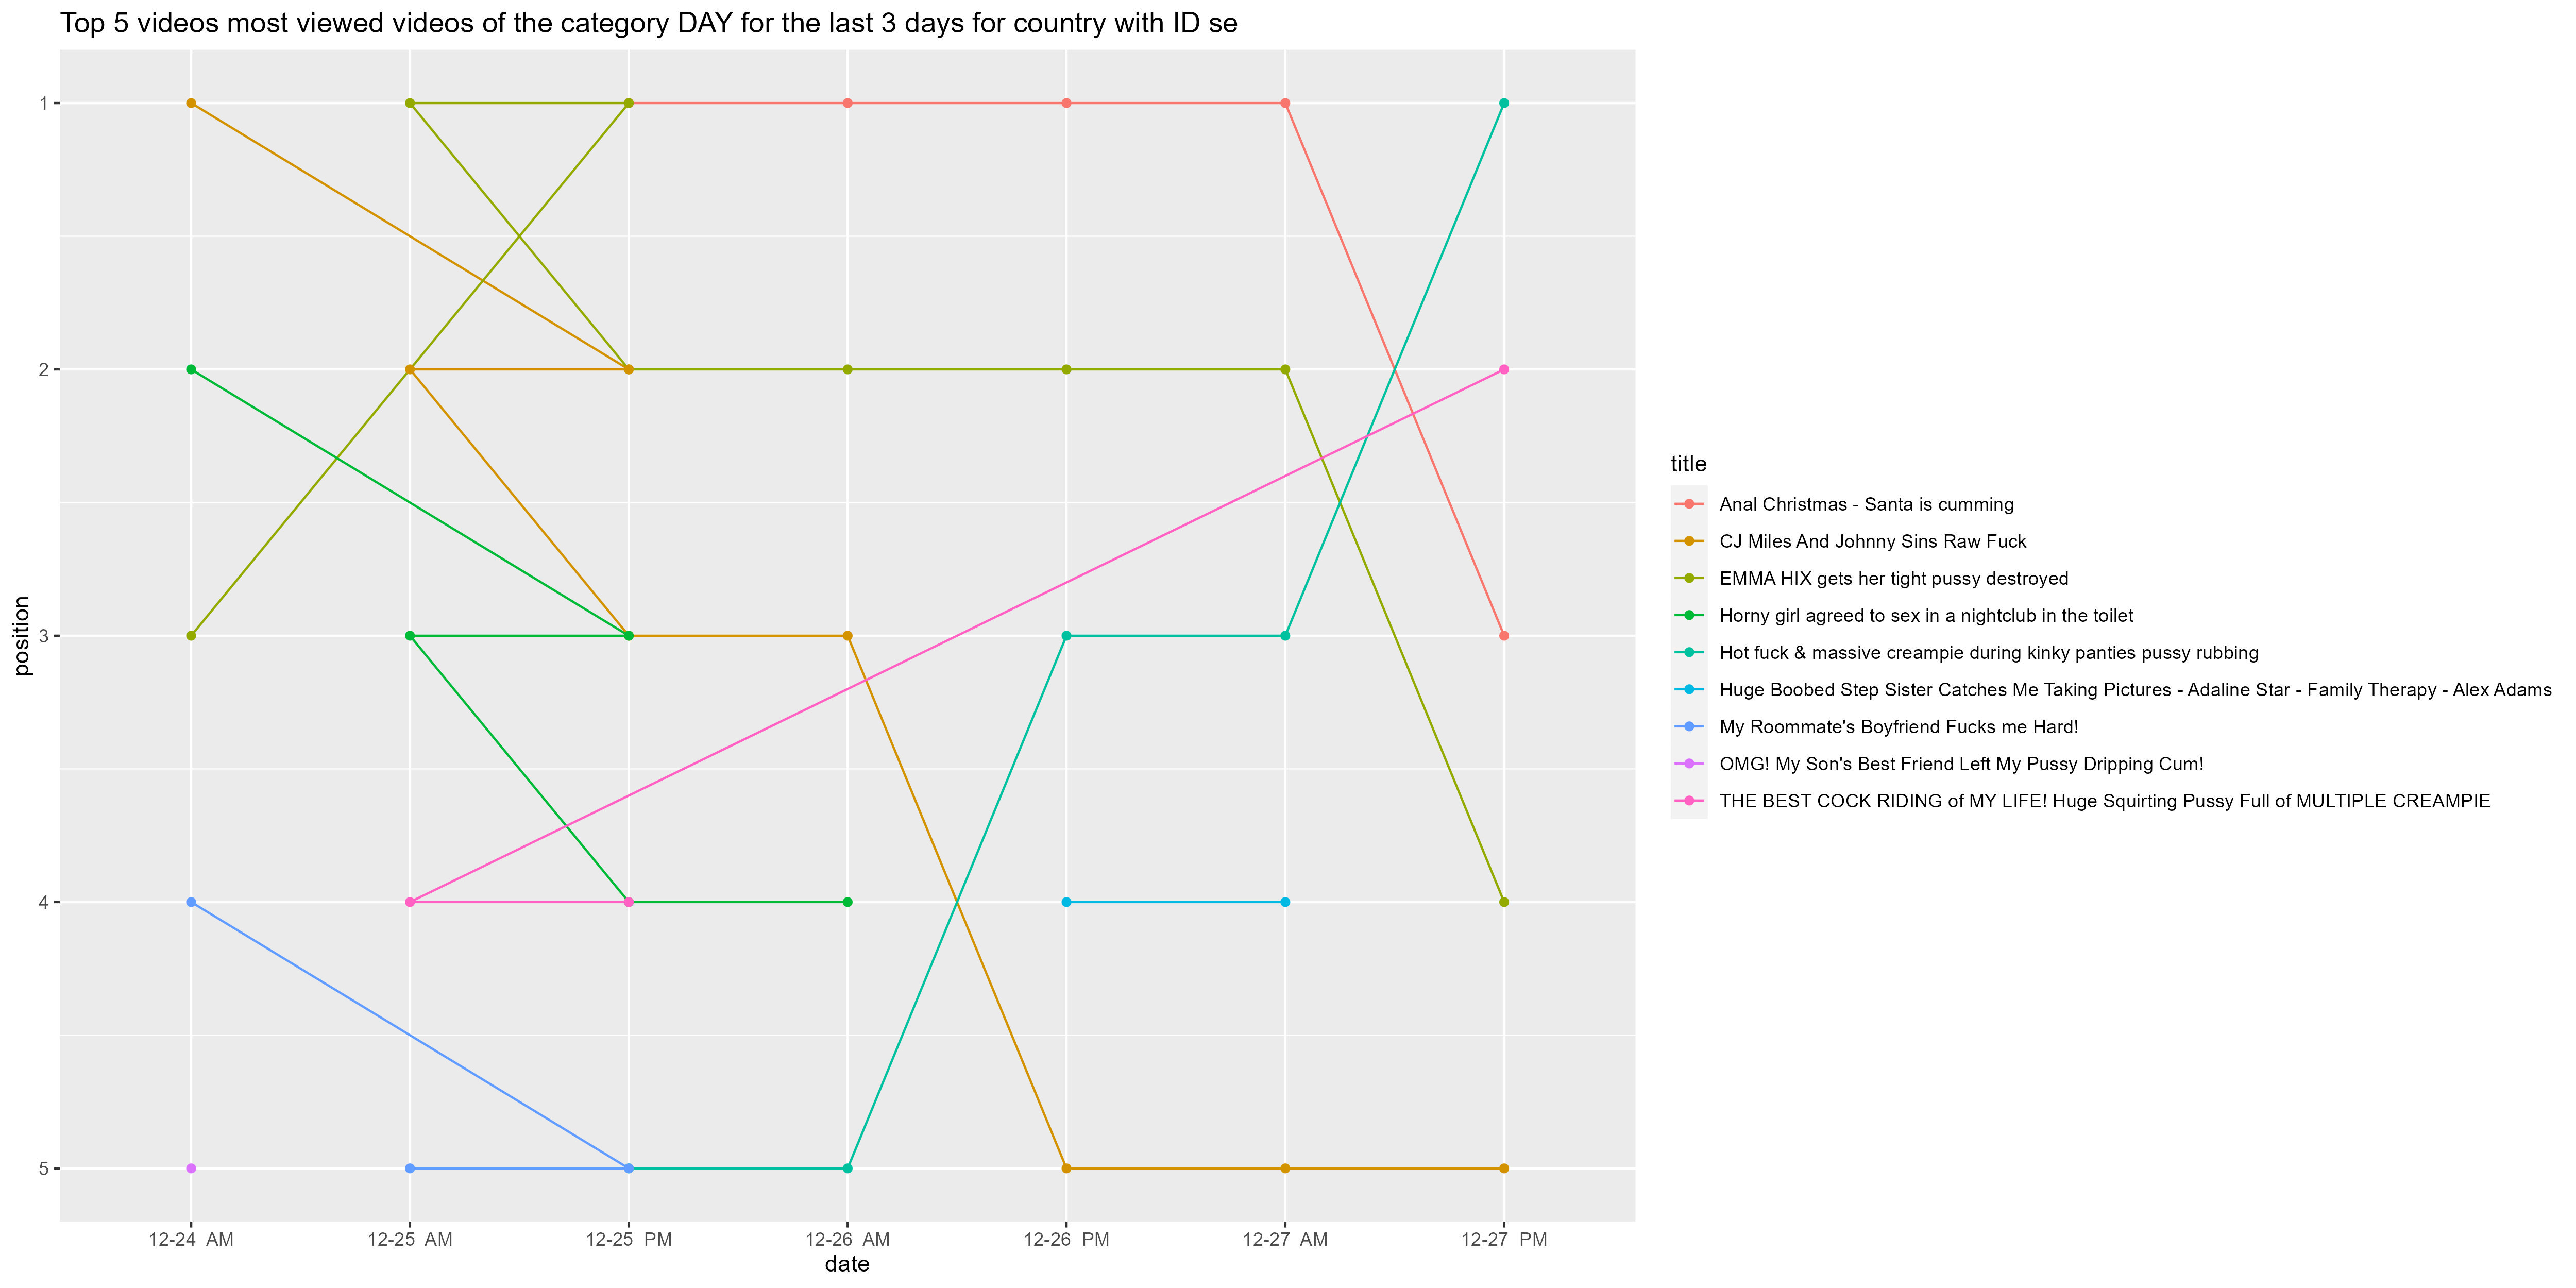 Top 5 videos most viewed videos of the category DAY for the last 3 days for country with ID se
position
1
2
3
4
5
12-24 AM
12-25 AM
12-25 PM
12-26 AM
12-26 PM
12-27 AM
12-27 PM
date
title
Anal Christmas - Santa is cumming
CJ Miles And Johnny Sins Raw Fuck
EMMA HIX gets her tight pussy destroyed
Horny girl agreed to sex in a nightclub in the toilet
Hot fuck & massive creampie during kinky panties pussy rubbing
Huge Boobed Step Sister Catches Me Taking Pictures - Adaline Star - Family Therapy - Alex Adams
My Roommate's Boyfriend Fucks me Hard!
OMG! My Son's Best Friend Left My Pussy Dripping Cum!
THE BEST COCK RIDING of MY LIFE! Huge Squirting Pussy Full of MULTIPLE CREAMPIE